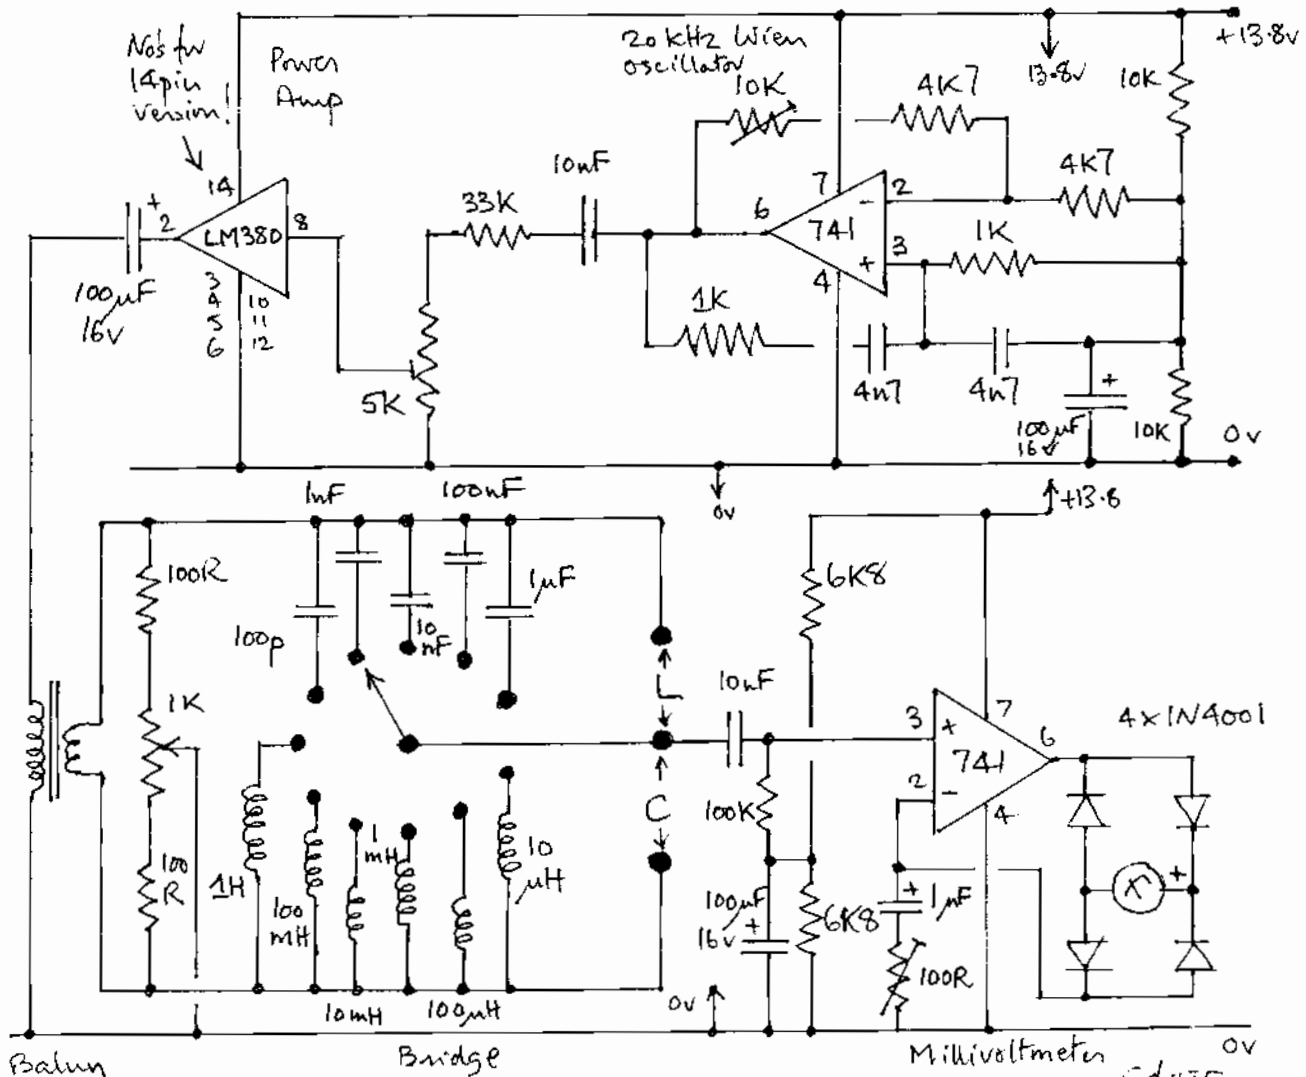 No's for
14 pin
version!
Power
Amp
20 kHz Wien
oscillator
+13.8v
13.8v
10K
4K7
10K
10nF
4K7
14
+
2
LM380
8
33K
6
7
741
2
-
3
+
4
1K
100µF
16v
3
4
5
6
10
11
12
1K
4n7
4n7
5K
+
100µF
16v
10K
0v
1nF
100nF
0v
+13.8
100R
100p
10
nF
1µF
6K8
1K
L
10nF
3
+
7
741
6
2
-
4
4x1N4001
C
100K
1H
100
mH
1
mH
10
µH
100
R
100µF
16v
+
6K8
+
1µF
+
100R
10mH
100µH
0v
Balun
Bridge
Millivoltmeter
0v